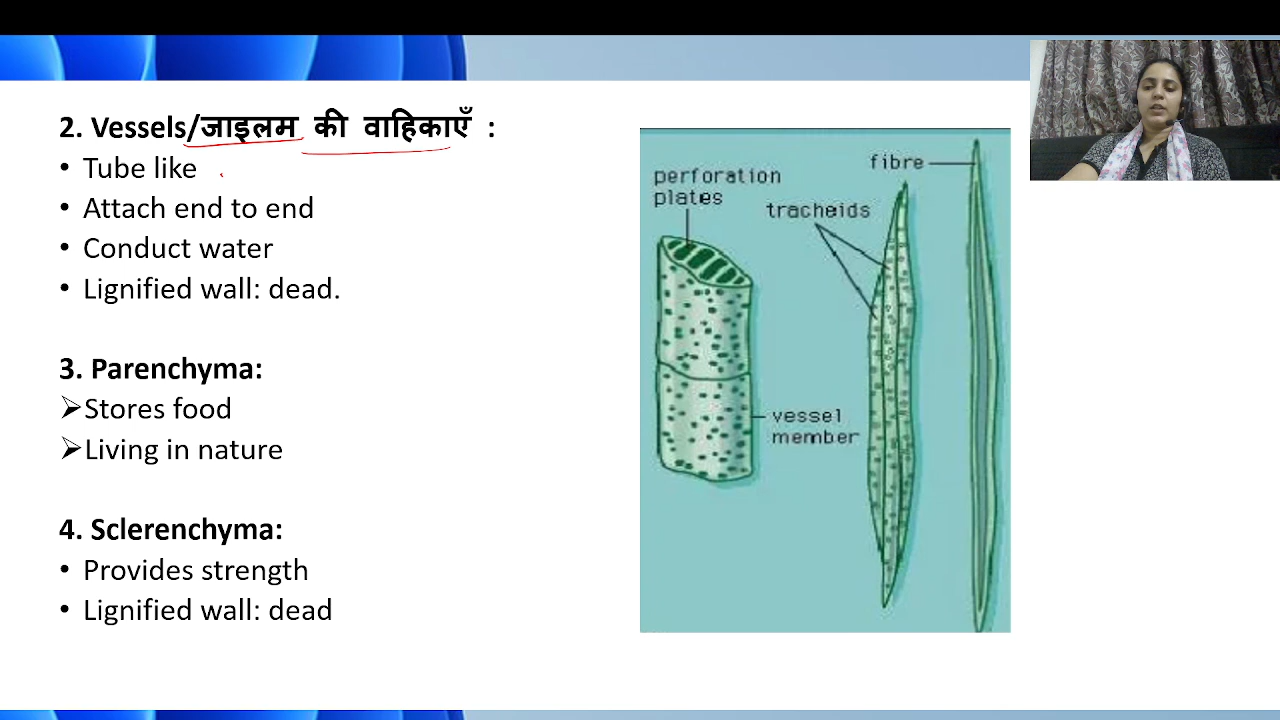 2. Vessels/जाइलम की वाहिकाएँ :
• Tube like
• Attach end to end
• Conduct water
• Lignified wall: dead.
3. Parenchyma:
➢Stores food
➢Living in nature
4. Sclerenchyma:
• Provides strength
• Lignified wall: dead
perforation
plates
tracheids
fibre
vessel
member